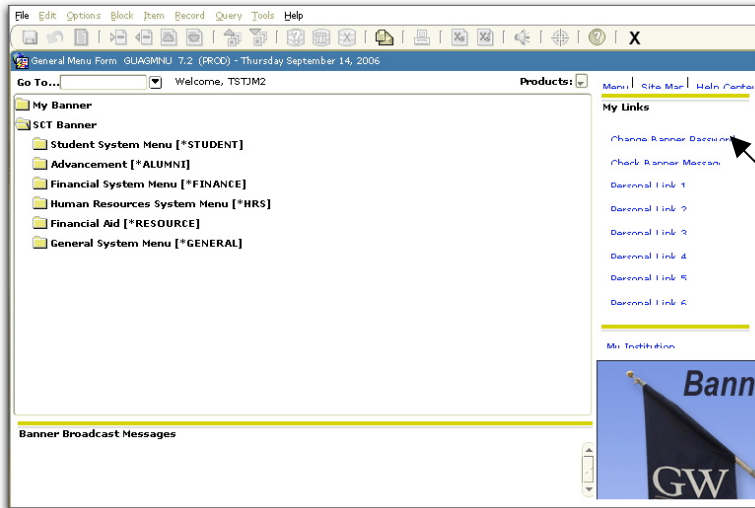 File Edit Options Block Item Record Query Tools Help
General Menu Form GUAGMNU 7.2 (PROD) - Thursday September 14, 2006
Go To... Welcome, TSTJM2 Products:
Menu Site Map Help Center
My Banner
SCT Banner
Student System Menu [*STUDENT]
Advancement [*ALUMNI]
Financial System Menu [*FINANCE]
Human Resources System Menu [*HRS]
Financial Aid [*RESOURCE]
General System Menu [*GENERAL]
My Links
Change Banner Password
Check Banner Messag
Personal Link 1
Personal Link 2
Personal Link 3
Personal Link 4
Personal Link 5
Personal Link 6
My Institution
Banner Broadcast Messages
Bann
GW